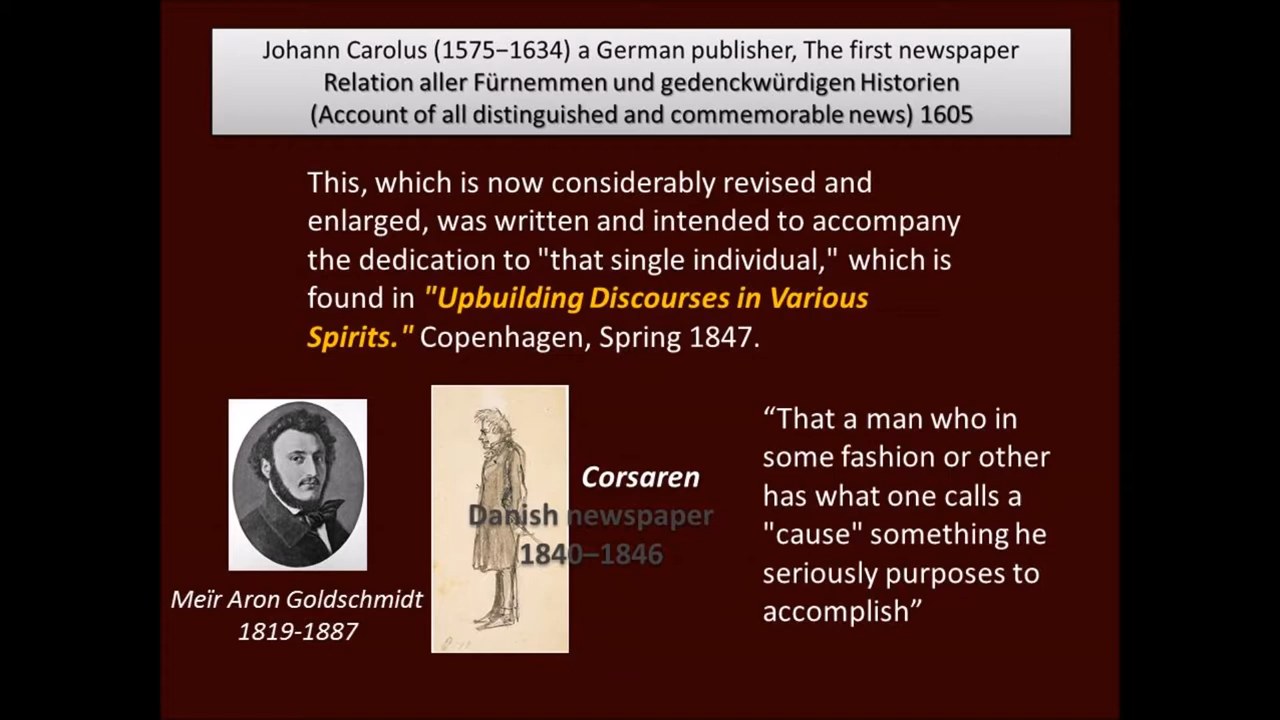 Johann Carolus (1575–1634) a German publisher, The first newspaper
Relation aller Fürnemmen und gedenckwürdigen Historien
(Account of all distinguished and commemorable news) 1605
This, which is now considerably revised and
enlarged, was written and intended to accompany
the dedication to "that single individual," which is
found in "Upbuilding Discourses in Various
Spirits." Copenhagen, Spring 1847.
Meïr Aron Goldschmidt
1819-1887
Corsaren
Danish newspaper
1840–1846
“That a man who in
some fashion or other
has what one calls a
"cause" something he
seriously purposes to
accomplish”